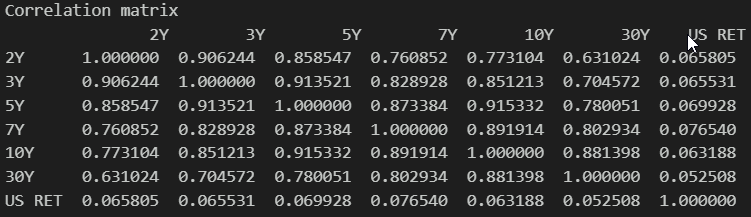 Correlation matrix
2Y 3Y 5Y 7Y 10Y 30Y US RET
2Y 1.000000 0.906244 0.858547 0.760852 0.773104 0.631024 0.065805
3Y 0.906244 1.000000 0.913521 0.828928 0.851213 0.704572 0.065531
5Y 0.858547 0.913521 1.000000 0.873384 0.915332 0.780051 0.069928
7Y 0.760852 0.828928 0.873384 1.000000 0.891914 0.802934 0.076540
10Y 0.773104 0.851213 0.915332 0.891914 1.000000 0.881398 0.063188
30Y 0.631024 0.704572 0.780051 0.802934 0.881398 1.000000 0.052508
US RET 0.065805 0.065531 0.069928 0.076540 0.063188 0.052508 1.000000